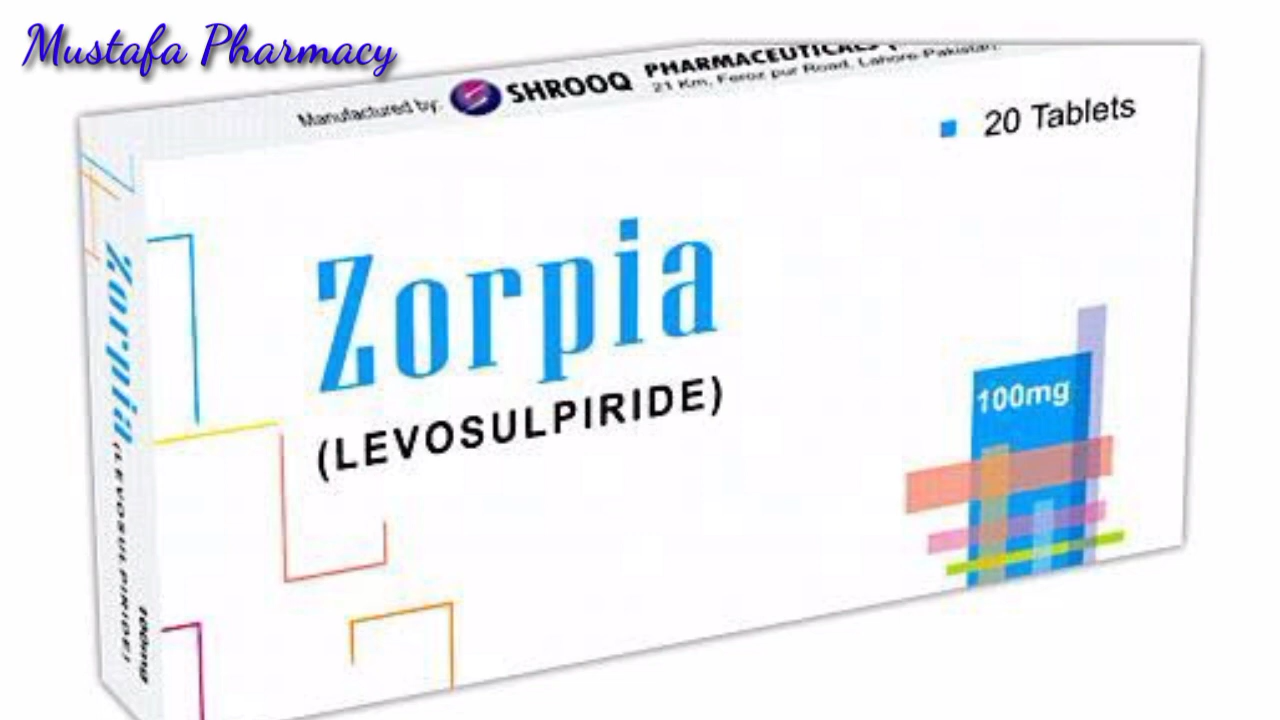 Mustafa Pharmacy
Manufactured by: SHROOQ PHARMACEUTICALS
21 Km, Feroz pur Road, Lahore-Pakistan.
20 Tablets
Zorpia
(LEVOSULPIRIDE)
100mg
Zorpia (LEVOSULPIRIDE) 100mg